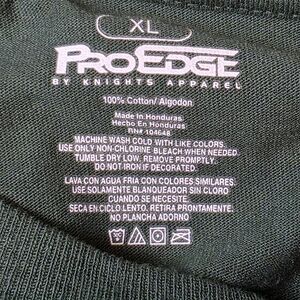 XL
PROEDGE
BY KNIGHTS APPAREL
100% Cotton/Algodon
Made In Honduras
Hecho En Honduras
RN# 104648
MACHINE WASH COLD WITH LIKE COLORS.
USE ONLY NON-CHLORINE BLEACH WHEN NEEDED.
TUMBLE DRY LOW. REMOVE PROMPTLY.
DO NOT IRON IF DECORATED.
LAVA CON AGUA FRIA CON COLORES SIMILARES.
USE SOLAMENTE BLANQUEADOR SIN CLORO
CUANDO SE NECESITE.
SECA EN CICLO LENTO. RETIRA PRONTAMENTE.
NO PLANCHA ADORNO